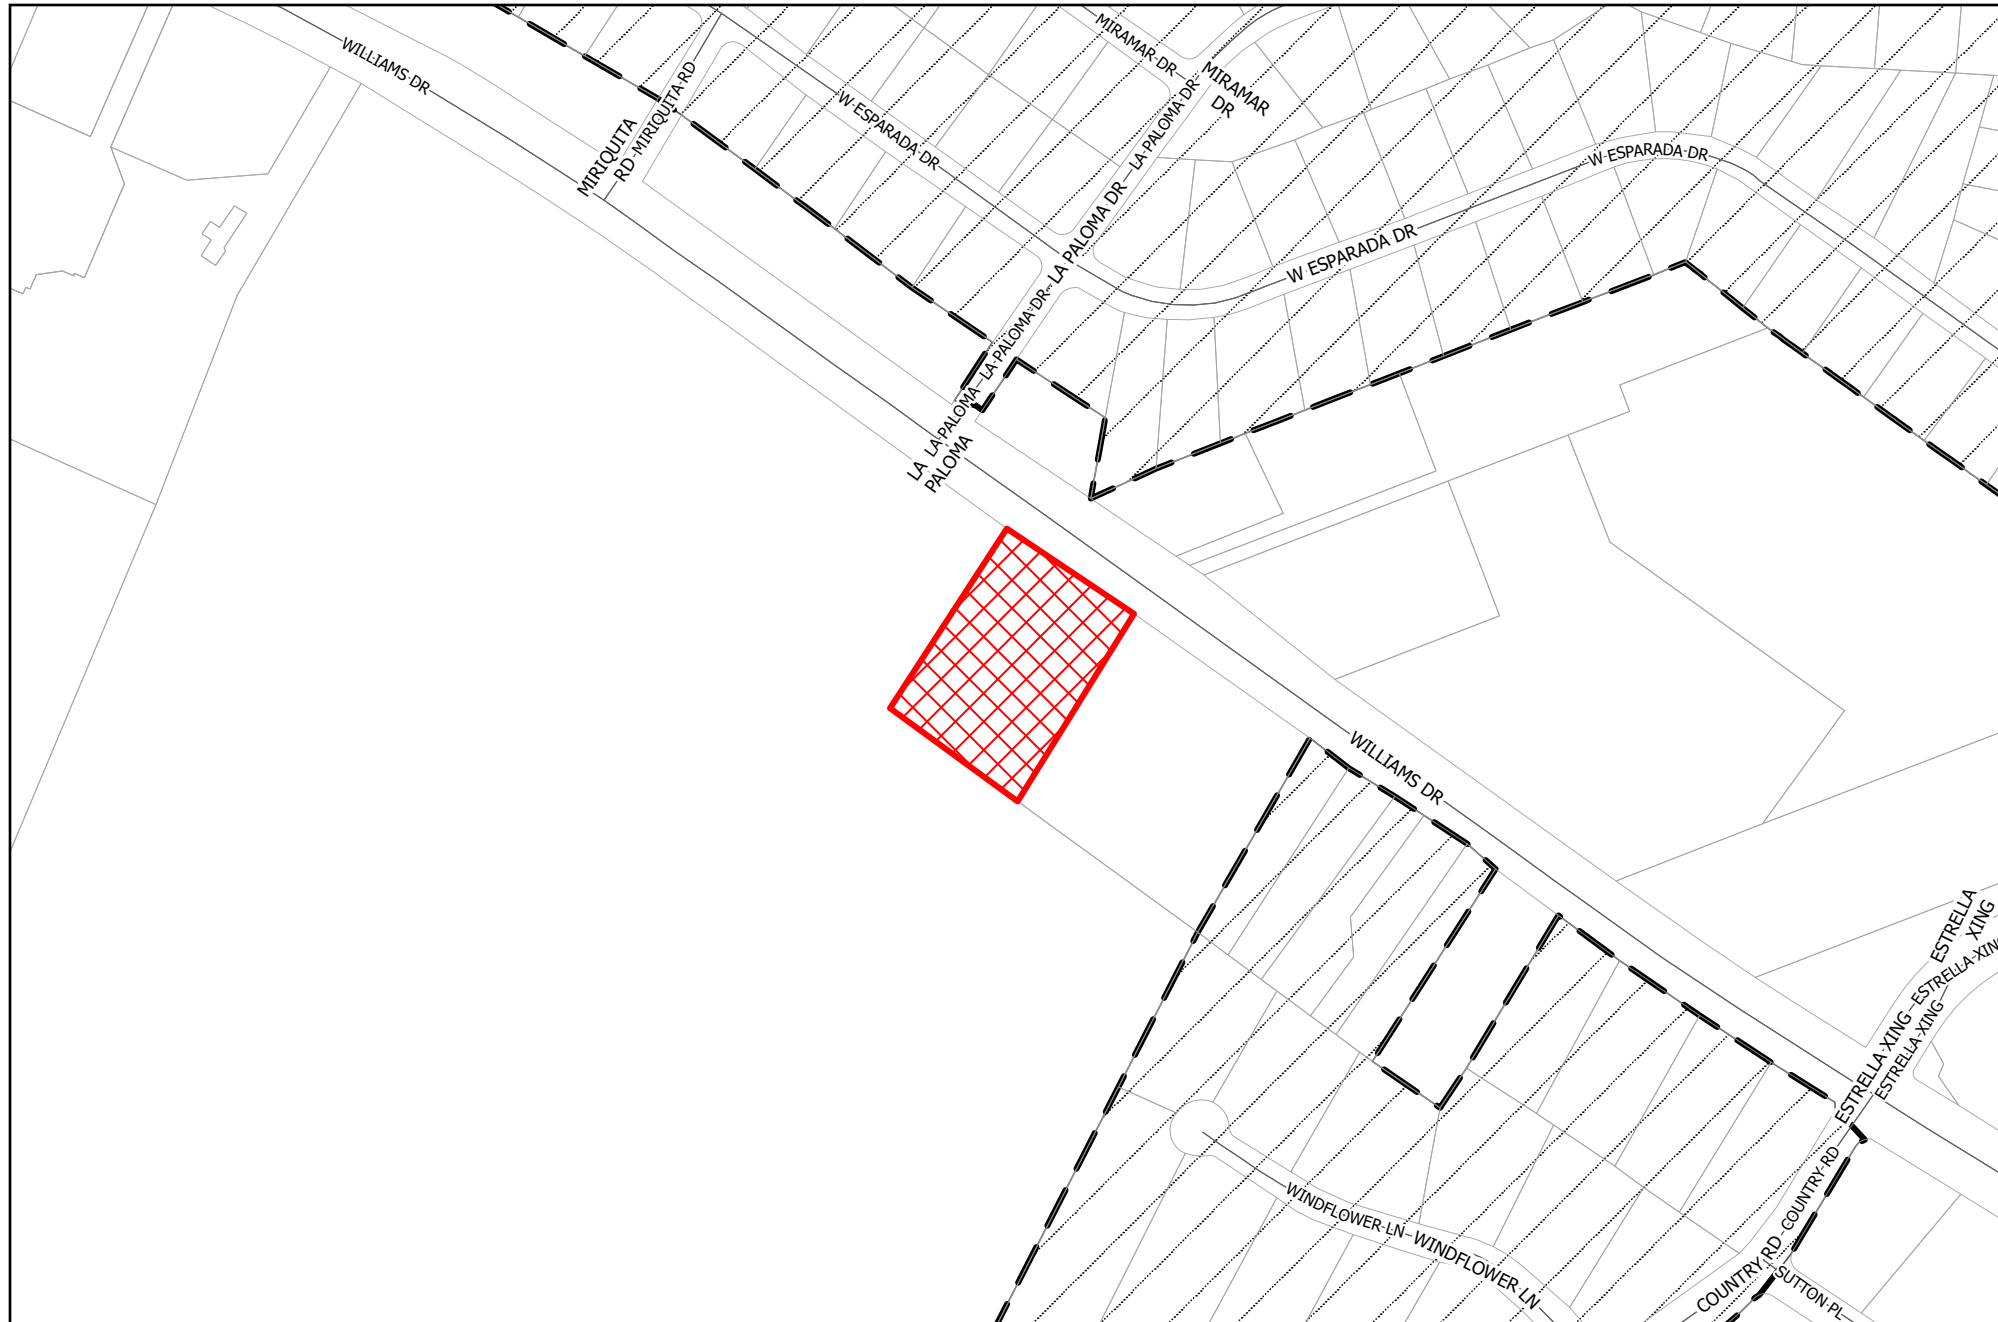 WILLIAMS DR
MIRIQUITA
RD
MIRIQUITA RD
W ESPARADA DR
MIRAMAR DR
MIRAMAR
DR
LA PALOMA DR
LA PALOMA DR
LA PALOMA DR
W ESPARADA DR
W ESPARADA DR
LA PALOMA
LA
PALOMA
WILLIAMS DR
ESTRELLA
XING
ESTRELLA XING
ESTRELLA XING
ESTRELLA XING
COUNTRY RD
COUNTRY RD
SUTTON PL
WINDFLOWER LN
WINDFLOWER LN